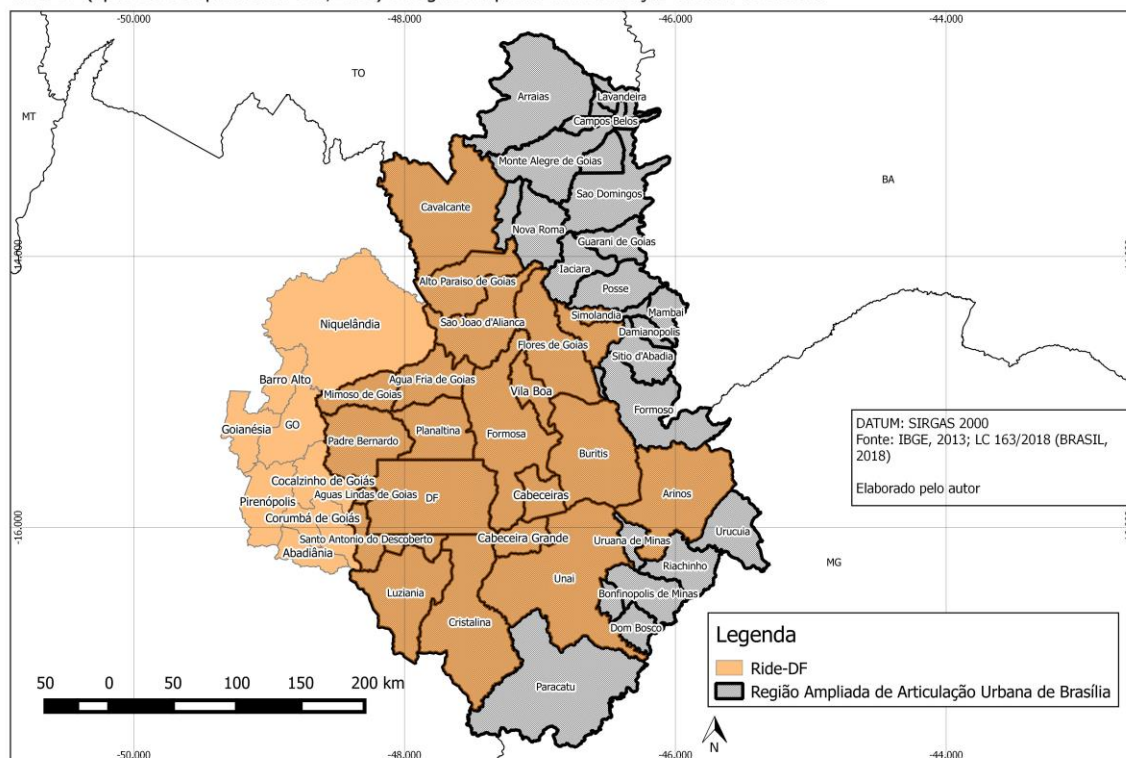 -50.000
-48.000
-46.000
-44.000
TO
MT
BA
Arraias
Lavandeira
Campos Belos
Monte Alegre de Goias
Sao Domingos
Cavalcante
Nova Roma
Guarani de Goias
Iaciara
Alto Paraiso de Goias
Posse
Niquelândia
Simolandia
Mambai
Sao Joao d'Alianca
Damianopolis
Flores de Goias
Sitio d'Abadia
Barro Alto
Agua Fria de Goias
Vila Boa
Mimoso de Goias
Formoso
Goianésia
GO
Padre Bernardo
Planaltina
Formosa
Buritis
DATUM: SIRGAS 2000
Fonte: IBGE, 2013; LC 163/2018 (BRASIL,
2018)
Elaborado pelo autor
Cocalzinho de Goiás
Aguas Lindas de Goias
DF
Cabeceiras
Arinos
Pirenópolis
Corumbá de Goiás
-16.000
Urucuia
Santo Antonio do Descoberto
Cabeceira Grande
Uruana de Minas
Abadiânia
Riachinho
MG
Unai
Luziania
Bonfinopolis de Minas
Cristalina
Dom Bosco
Paracatu
Legenda
Ride-DF
Região Ampliada de Articulação Urbana de Brasília
50 0 50 100 150 200 km
N
-50.000
-48.000
-46.000
-44.000